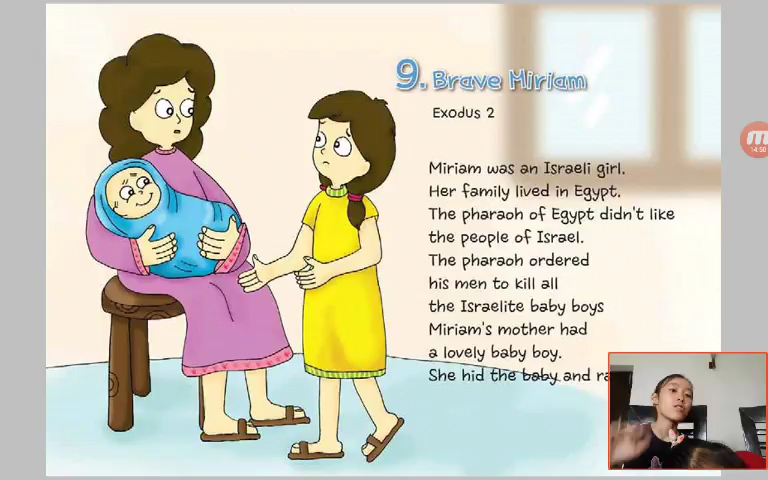 9. Brave Miriam
Exodus 2
Miriam was an Israeli girl.
Her family lived in Egypt.
The pharaoh of Egypt didn't like
the people of Israel.
The pharaoh ordered
his men to kill all
the Israelite baby boys
Miriam's mother had
a lovely baby boy.
She hid the baby and
14:50